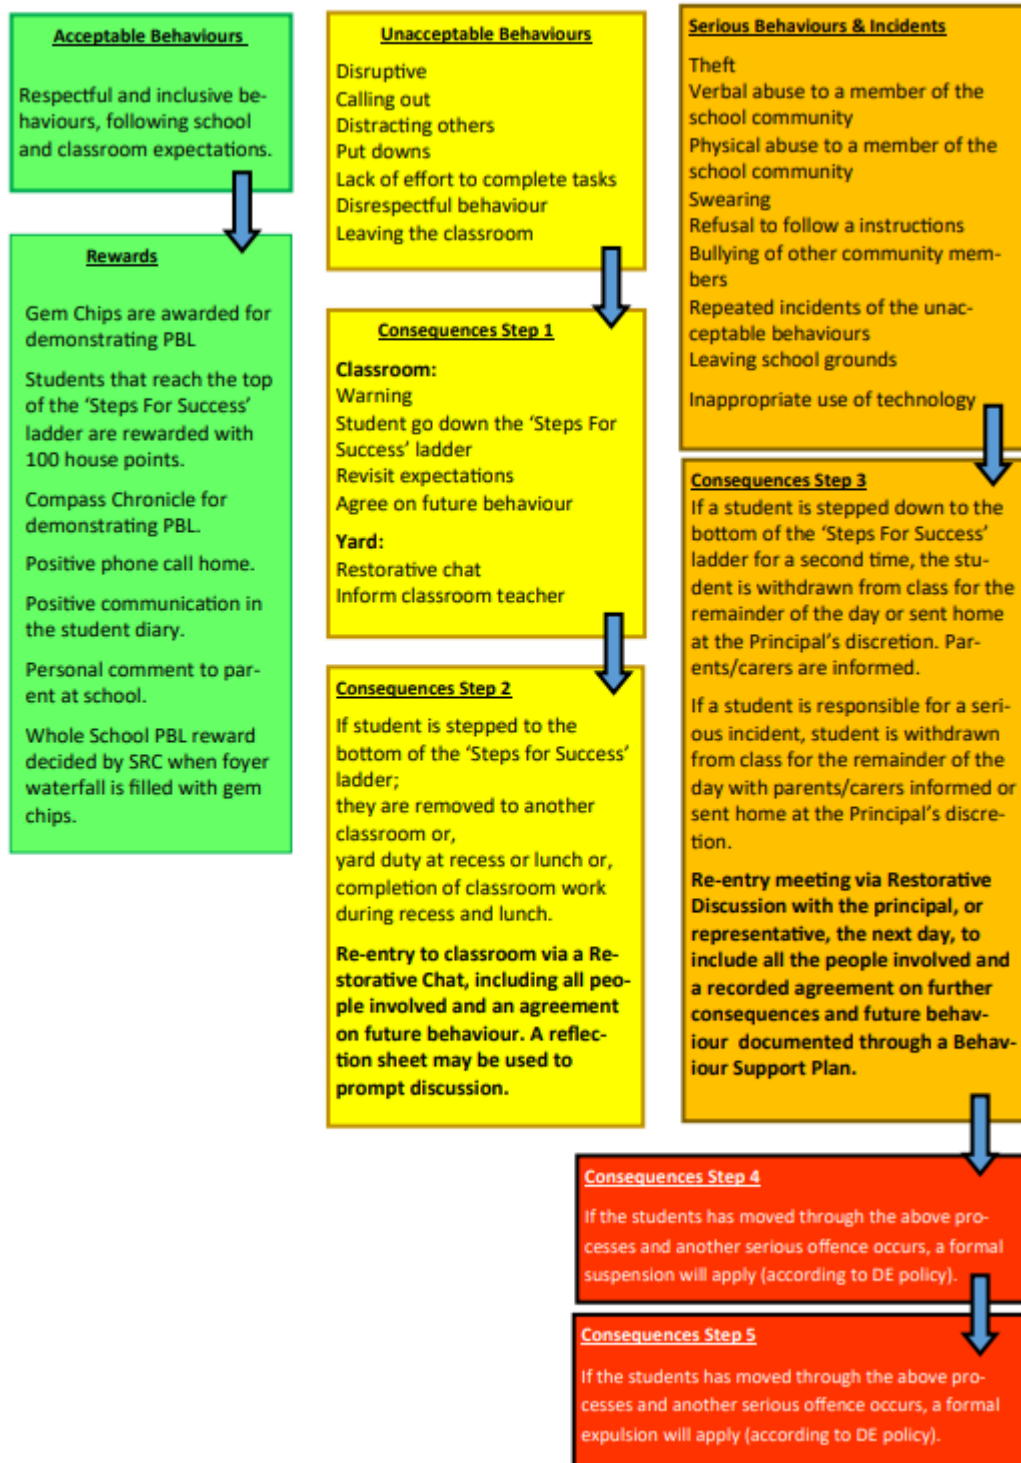 Acceptable Behaviours
Respectful and inclusive be-
haviours, following school
and classroom expectations.
Rewards
Gem Chips are awarded for
demonstrating PBL
Students that reach the top
of the ‘Steps For Success’
ladder are rewarded with
100 house points.
Compass Chronicle for
demonstrating PBL.
Positive phone call home.
Positive communication in
the student diary.
Personal comment to par-
ent at school.
Whole School PBL reward
decided by SRC when foyer
waterfall is filled with gem
chips.
Unacceptable Behaviours
Disruptive
Calling out
Distracting others
Put downs
Lack of effort to complete tasks
Disrespectful behaviour
Leaving the classroom
Consequences Step 1
Classroom:
Warning
Student go down the ‘Steps For
Success’ ladder
Revisit expectations
Agree on future behaviour
Yard:
Restorative chat
Inform classroom teacher
Consequences Step 2
If student is stepped to the
bottom of the ‘Steps for Success’
ladder;
they are removed to another
classroom or,
yard duty at recess or lunch or,
completion of classroom work
during recess and lunch.
Re-entry to classroom via a Re-
storative Chat, including all peo-
ple involved and an agreement
on future behaviour. A reflec-
tion sheet may be used to
prompt discussion.
Serious Behaviours & Incidents
Theft
Verbal abuse to a member of the
school community
Physical abuse to a member of the
school community
Swearing
Refusal to follow a instructions
Bullying of other community mem-
bers
Repeated incidents of the unac-
ceptable behaviours
Leaving school grounds
Inappropriate use of technology
Consequences Step 3
If a student is stepped down to the
bottom of the ‘Steps For Success’
ladder for a second time, the stu-
dent is withdrawn from class for the
remainder of the day or sent home
at the Principal’s discretion. Par-
ents/carers are informed.
If a student is responsible for a seri-
ous incident, student is withdrawn
from class for the remainder of the
day with parents/carers informed or
sent home at the Principal’s discre-
tion.
Re-entry meeting via Restorative
Discussion with the principal, or
representative, the next day, to
include all the people involved and
a recorded agreement on further
consequences and future behav-
iour documented through a Behav-
iour Support Plan.
Consequences Step 4
If the students has moved through the above pro-
cesses and another serious offence occurs, a formal
suspension will apply (according to DE policy).
Consequences Step 5
If the students has moved through the above pro-
cesses and another serious offence occurs, a formal
expulsion will apply (according to DE policy).